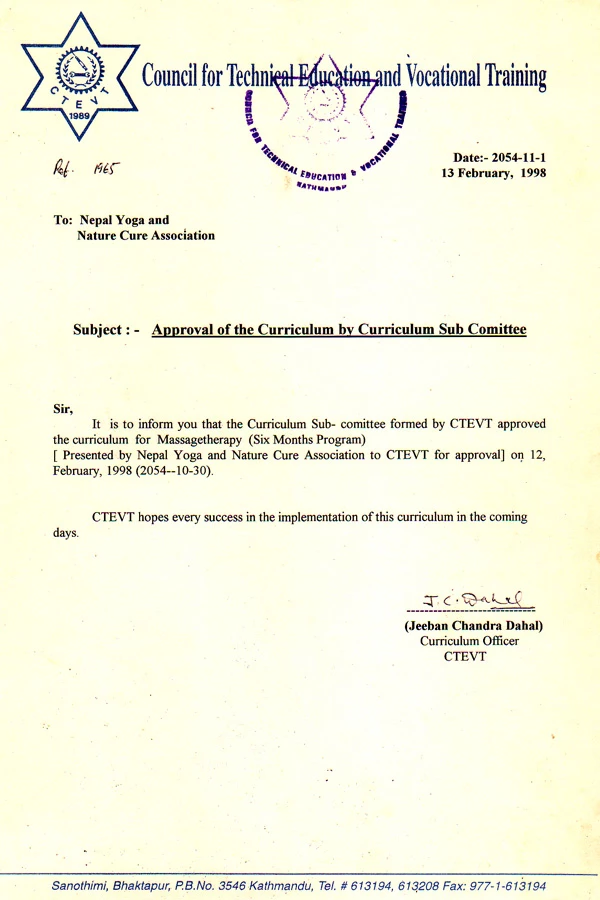 Council for Technical Education and Vocational Training
CTEVT
1989
COUNCIL FOR TECHNICAL EDUCATION & VOCATIONAL TRAINING
KATHMANDU
Ref. 1965
Date:- 2054-11-1
13 February, 1998
To: Nepal Yoga and
Nature Cure Association
Subject : - Approval of the Curriculum by Curriculum Sub Comittee
Sir,
It is to inform you that the Curriculum Sub- comittee formed by CTEVT approved
the curriculum for Massagetherapy (Six Months Program)
[ Presented by Nepal Yoga and Nature Cure Association to CTEVT for approval] on 12,
February, 1998 (2054--10-30).
CTEVT hopes every success in the implementation of this curriculum in the coming
days.
J.C. Dahal
(Jeeban Chandra Dahal)
Curriculum Officer
CTEVT
Sanothimi, Bhaktapur, P.B.No. 3546 Kathmandu, Tel. # 613194, 613208 Fax: 977-1-613194